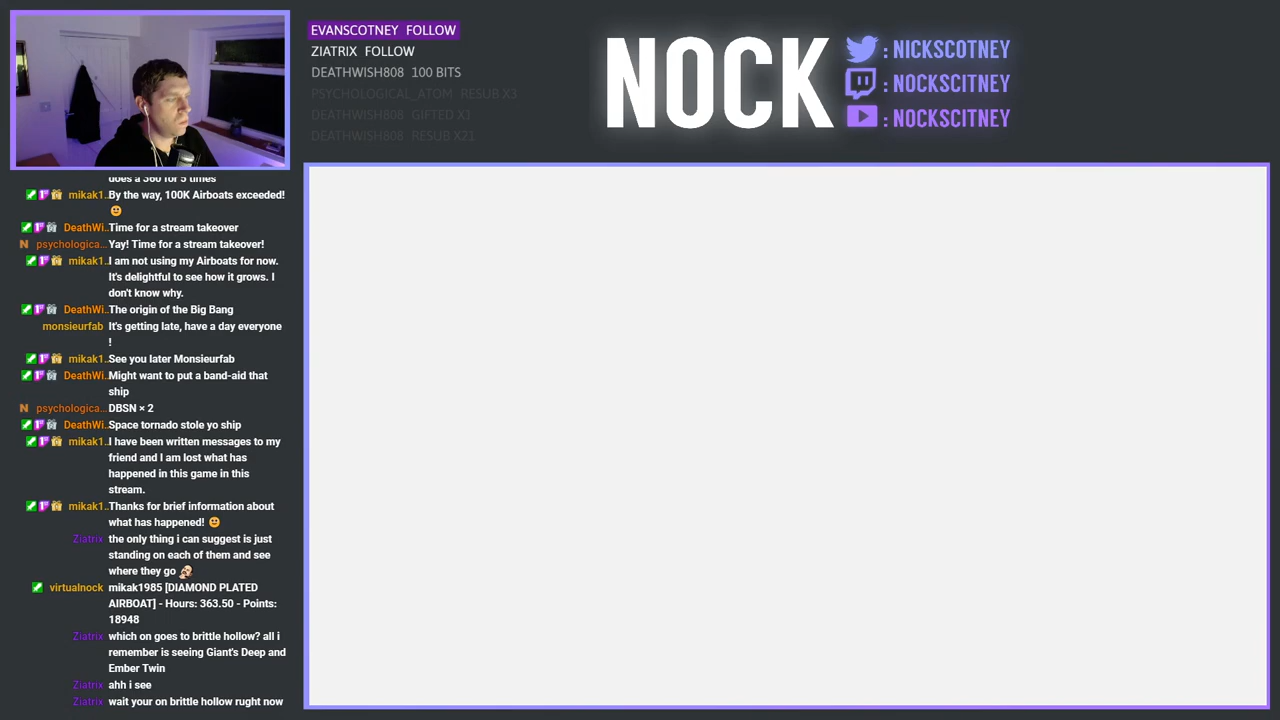 EVANSCOTNEY FOLLOW
ZIATRIX FOLLOW
DEATHWISH808 100 BITS
PSYCHOLOGICAL_ATOM RESUB X3
DEATHWISH808 GIFTED X1
DEATHWISH808 RESUB X21
NOCK
: NICKSCOTNEY
: NOCKSCITNEY
: NOCKSCITNEY
does a 360 for 5 times
mikak1.. By the way, 100K Airboats exceeded!
DeathWi.. Time for a stream takeover
N psychologica... Yay! Time for a stream takeover!
mikak1.. I am not using my Airboats for now.
It's delightful to see how it grows. I
don't know why.
DeathWi.. The origin of the Big Bang
monsieurfab It's getting late, have a day everyone
!
mikak1.. See you later Monsieurfab
DeathWi.. Might want to put a band-aid that
ship
N psychologica... DBSN × 2
DeathWi.. Space tornado stole yo ship
mikak1.. I have been written messages to my
friend and I am lost what has
happened in this game in this
stream.
mikak1.. Thanks for brief information about
what has happened!
Ziatrix the only thing i can suggest is just
standing on each of them and see
where they go
virtualnock mikak1985 [DIAMOND PLATED
AIRBOAT] - Hours: 363.50 - Points:
18948
Ziatrix which on goes to brittle hollow? all i
remember is seeing Giant's Deep and
Ember Twin
Ziatrix ahh i see
Ziatrix wait your on brittle hollow rught now